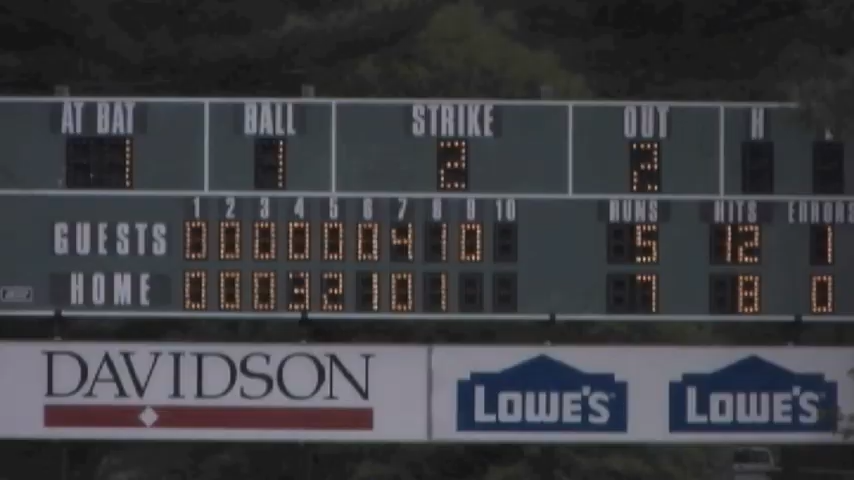 AT BAT BALL STRIKE OUT H
1 1 2 2
1 2 3 4 5 6 7 8 9 10 RUNS HITS ERRORS
GUESTS 0 0 0 0 0 0 4 1 0 5 12 1
HOME 0 0 0 3 2 1 0 1 7 8 0
DAVIDSON LOWE'S LOWE'S